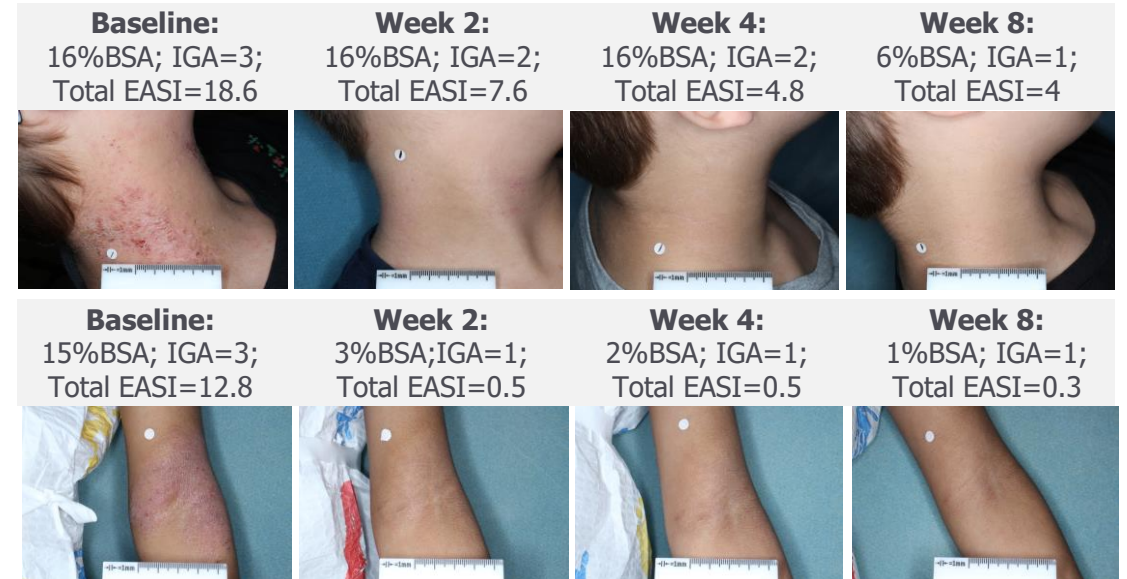 Baseline:
16%BSA; IGA=3;
Total EASI=18.6
Week 2:
16%BSA; IGA=2;
Total EASI=7.6
Week 4:
16%BSA; IGA=2;
Total EASI=4.8
Week 8:
6%BSA; IGA=1;
Total EASI=4
Baseline:
15%BSA; IGA=3;
Total EASI=12.8
Week 2:
3%BSA;IGA=1;
Total EASI=0.5
Week 4:
2%BSA; IGA=1;
Total EASI=0.5
Week 8:
1%BSA; IGA=1;
Total EASI=0.3